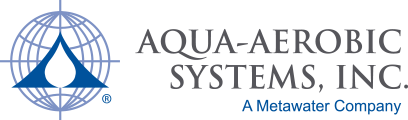 AQUA-AEROBIC
SYSTEMS, INC.
®
A Metawater Company